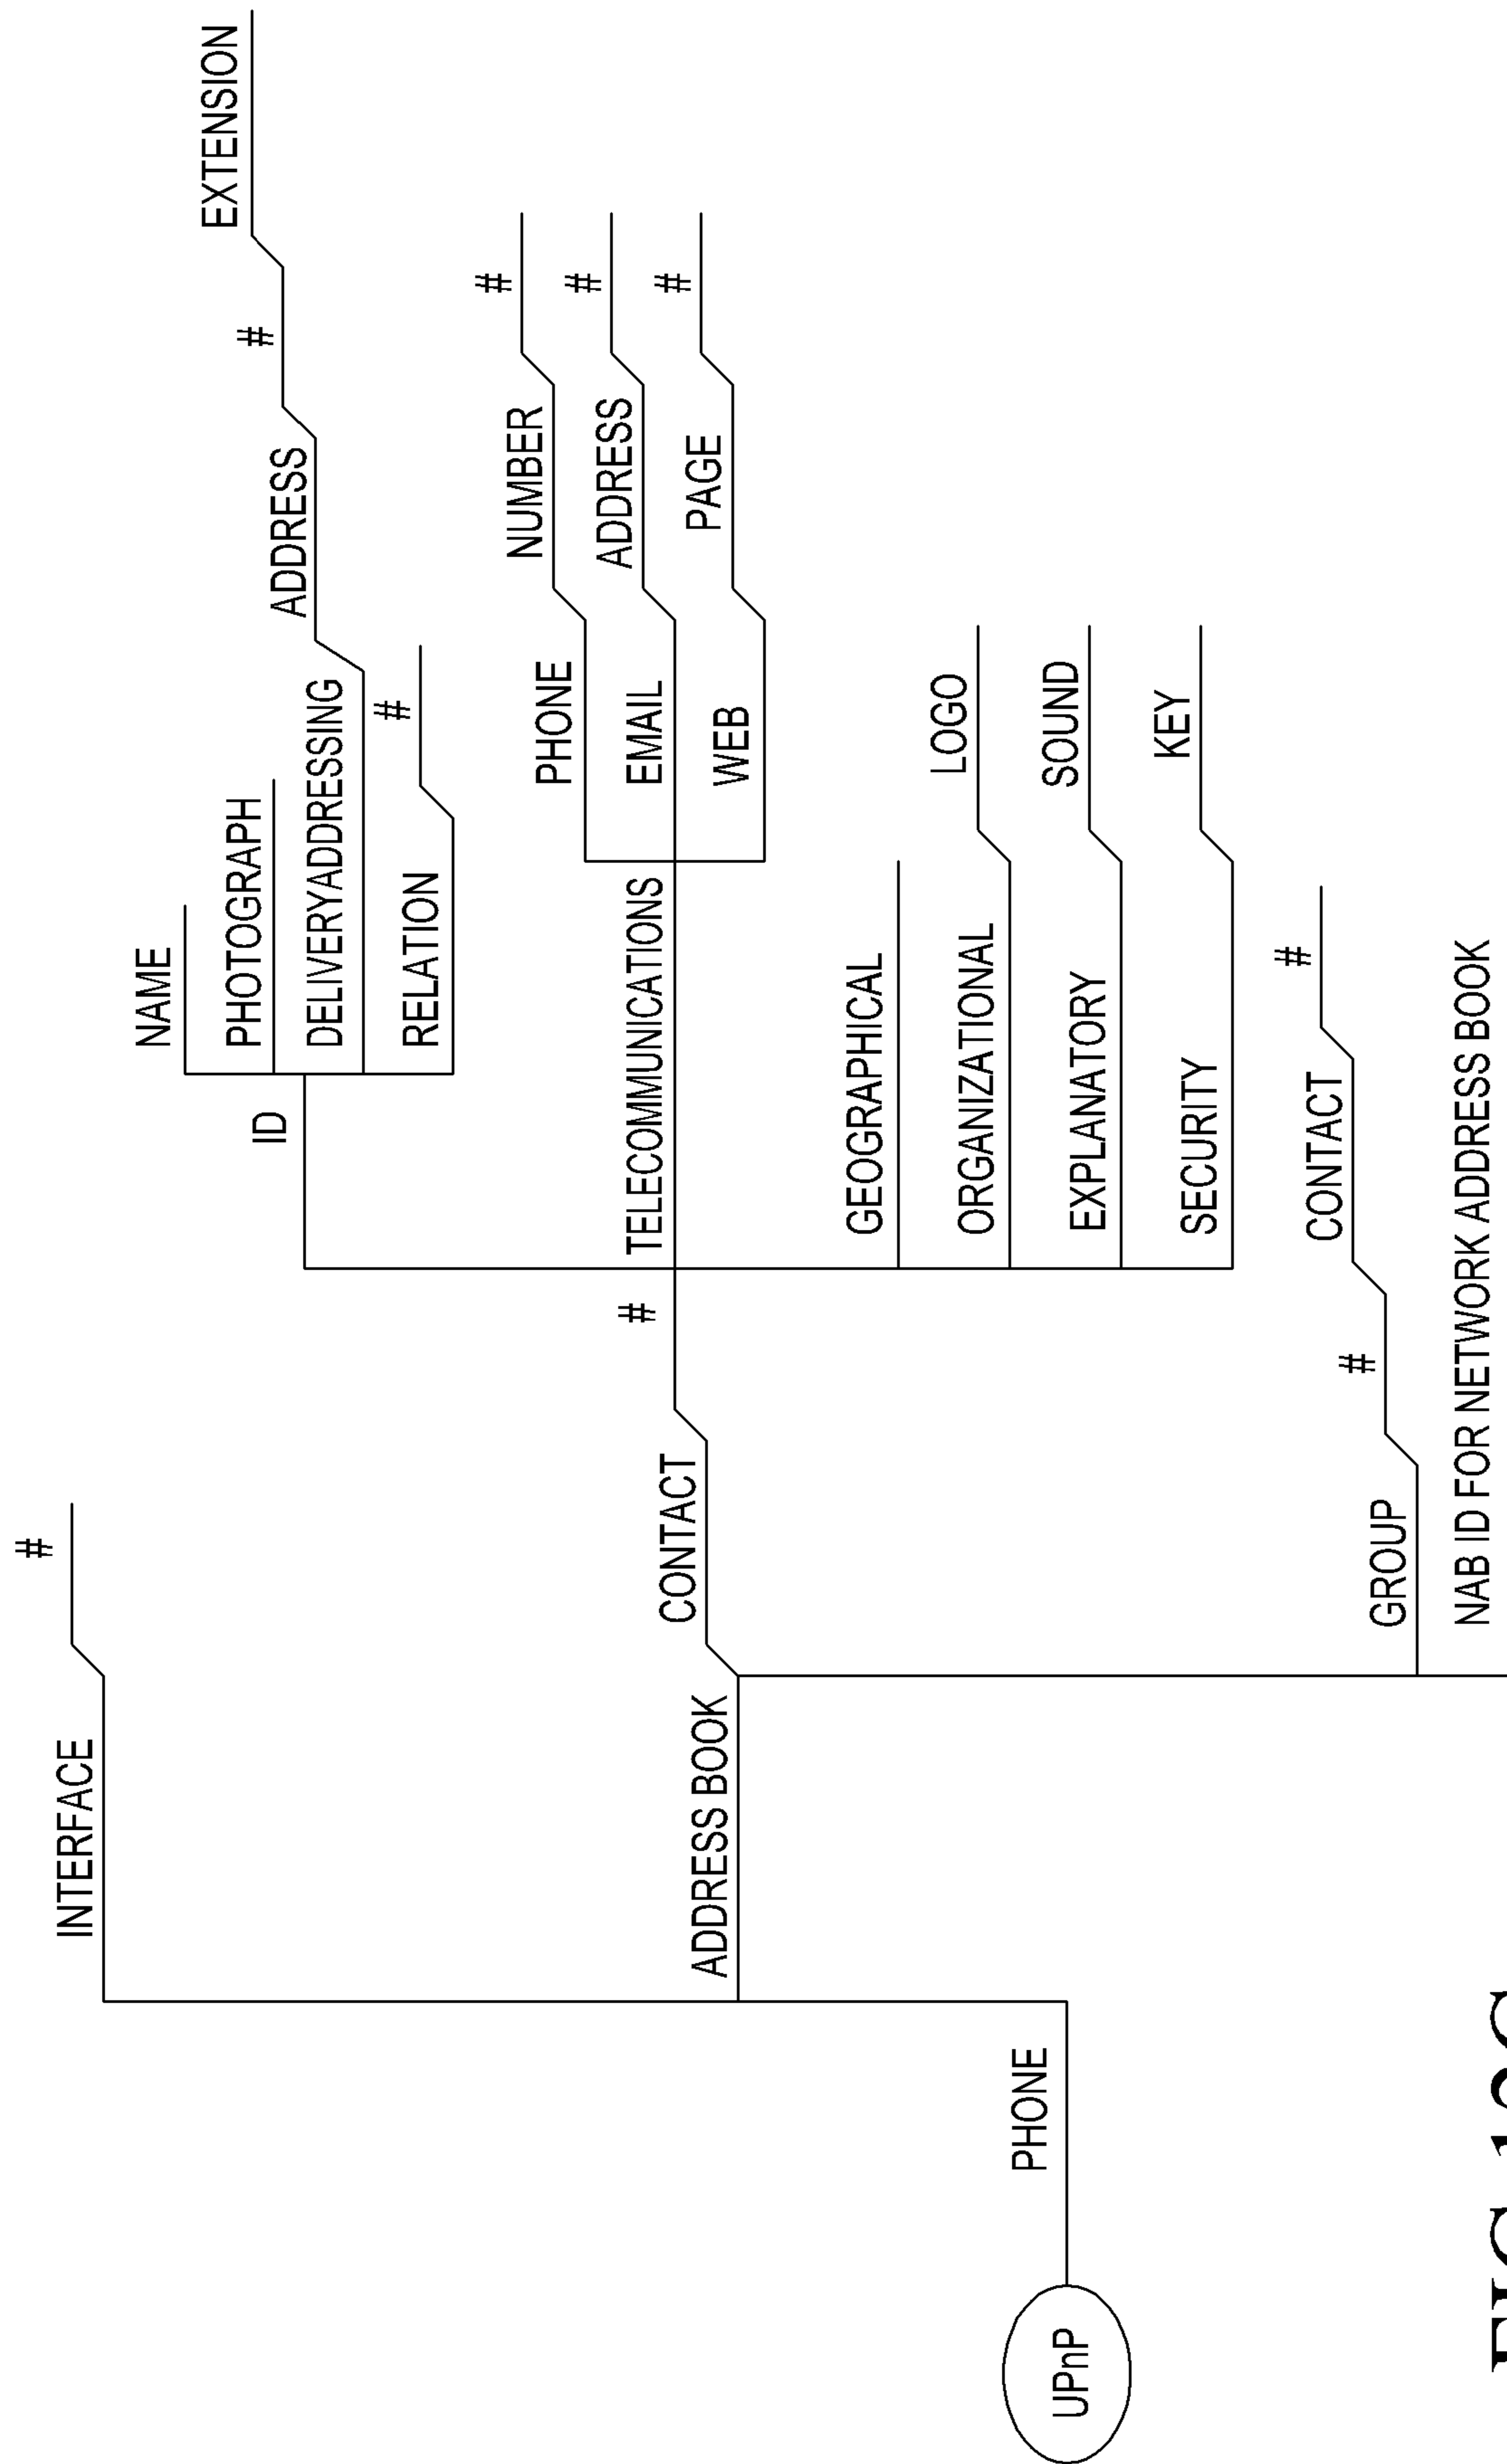 INTERFACE
#
UPnP
PHONE
ADDRESS BOOK
CONTACT
#
ID
NAME
PHOTOGRAPH
DELIVERYADDRESSING
ADDRESS
#
EXTENSION
RELATION
#
TELECOMMUNICATIONS
PHONE
NUMBER
#
EMAIL
ADDRESS
#
WEB
PAGE
#
GEOGRAPHICAL
ORGANIZATIONAL
LOGO
EXPLANATORY
SOUND
SECURITY
KEY
GROUP
#
CONTACT
#
NAB ID FOR NETWORK ADDRESS BOOK